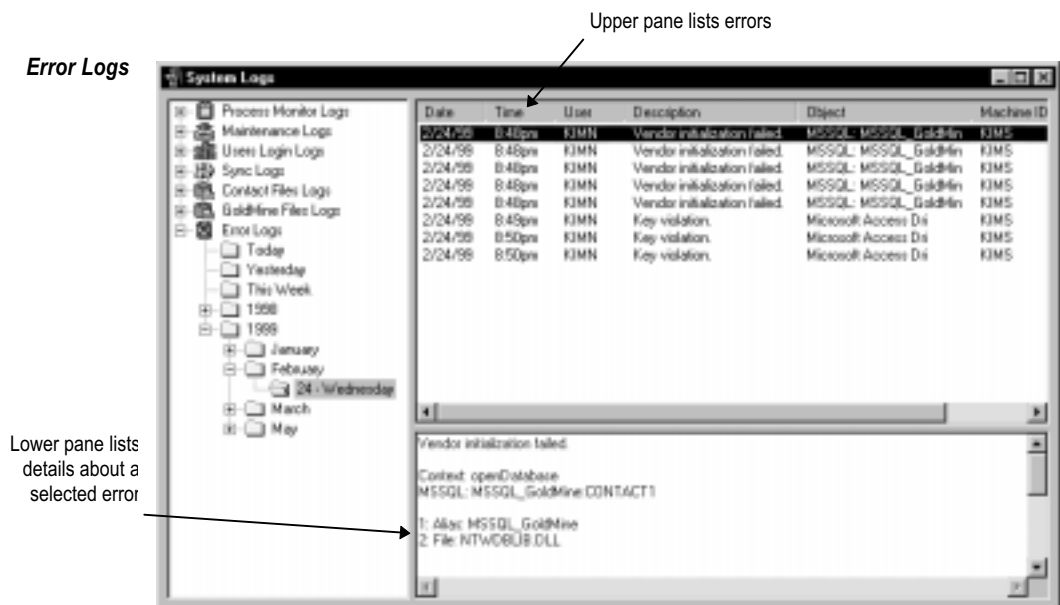 Upper pane lists errors
Error Logs
System Logs
Process Monitor Logs
Maintenance Logs
Users Login Logs
Sync Logs
Contact Files Logs
GoldMine Files Logs
Error Logs
Today
Yesterday
This Week
1998
1999
January
February
24 - Wednesday
March
May
Date Time User Description Object Machine ID
2/24/99 8:48pm KIMN Vendor initialization failed. MSSQL: MSSQL_GoldMin KIMS
2/24/99 8:48pm KIMN Vendor initialization failed. MSSQL: MSSQL_GoldMin KIMS
2/24/99 8:48pm KIMN Vendor initialization failed. MSSQL: MSSQL_GoldMin KIMS
2/24/99 8:48pm KIMN Vendor initialization failed. MSSQL: MSSQL_GoldMin KIMS
2/24/99 8:48pm KIMN Vendor initialization failed. MSSQL: MSSQL_GoldMin KIMS
2/24/99 8:49pm KIMN Key violation. Microsoft Access Dri KIMS
2/24/99 8:50pm KIMN Key violation. Microsoft Access Dri KIMS
2/24/99 8:50pm KIMN Key violation. Microsoft Access Dri KIMS
Lower pane lists
details about a
selected error
Vendor initialization failed.
Context: openDatabase
MSSQL: MSSQL_GoldMine:CONTACT1
1: Alias: MSSQL_GoldMine
2: File: NTWDBLIB.DLL